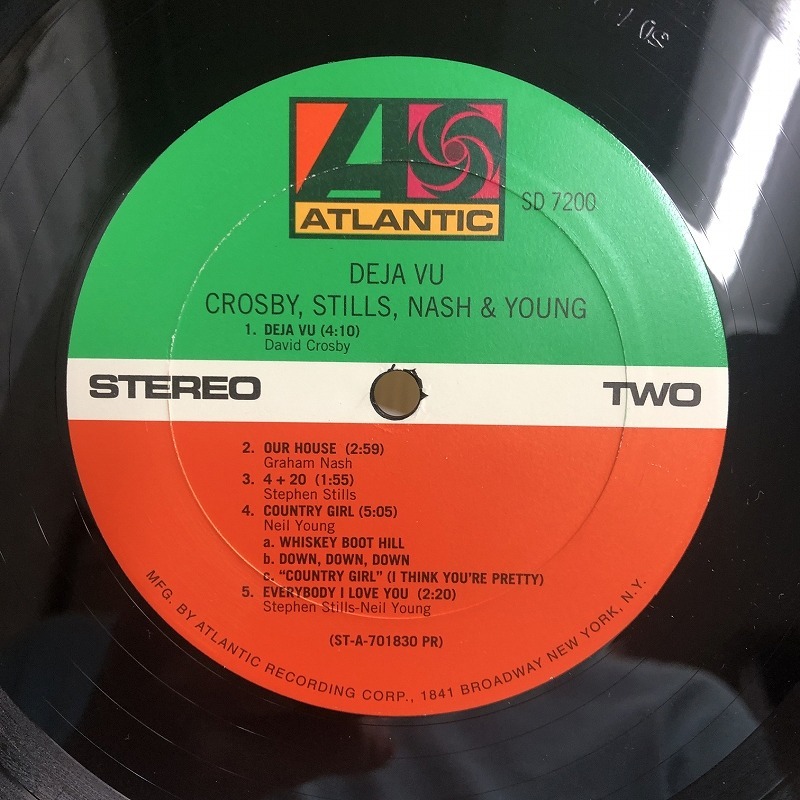 ATLANTIC
SD 7200
DEJA VU
CROSBY, STILLS, NASH & YOUNG
1. DEJA VU (4:10)
David Crosby
STEREO
TWO
2. OUR HOUSE (2:59)
Graham Nash
3. 4 + 20 (1:55)
Stephen Stills
4. COUNTRY GIRL (5:05)
Neil Young
a. WHISKEY BOOT HILL
b. DOWN, DOWN, DOWN
c. "COUNTRY GIRL" (I THINK YOU'RE PRETTY)
5. EVERYBODY I LOVE YOU (2:20)
Stephen Stills-Neil Young
(ST-A-701830 PR)
MFG. BY ATLANTIC RECORDING CORP., 1841 BROADWAY NEW YORK, N.Y.